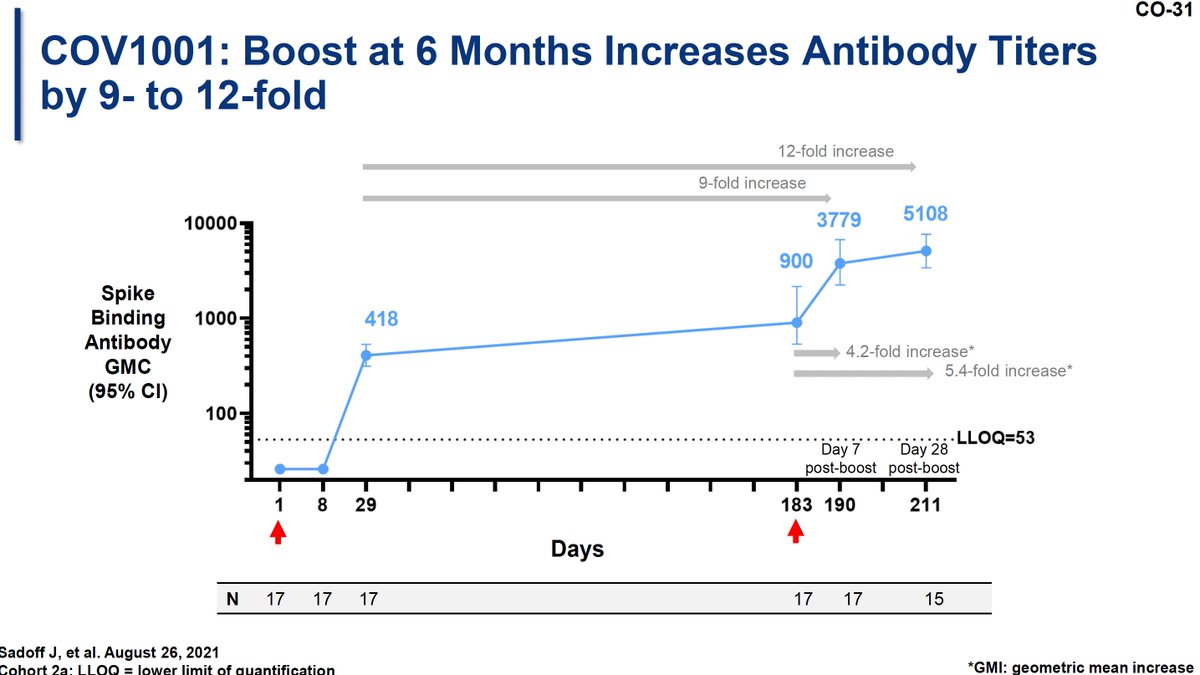 CO-31
COV1001: Boost at 6 Months Increases Antibody Titers
by 9- to 12-fold
12-fold increase
9-fold increase
10000
1000
100
Spike
Binding
Antibody
GMC
(95% CI)
418
900
3779
5108
4.2-fold increase*
5.4-fold increase*
LLOQ=53
Day 7
post-boost
Day 28
post-boost
1 8 29 183 190 211
Days
N 17 17 17 17 17 15
Sadoff J, et al. August 26, 2021
Cohort 2a; LLOQ = lower limit of quantification
*GMI: geometric mean increase